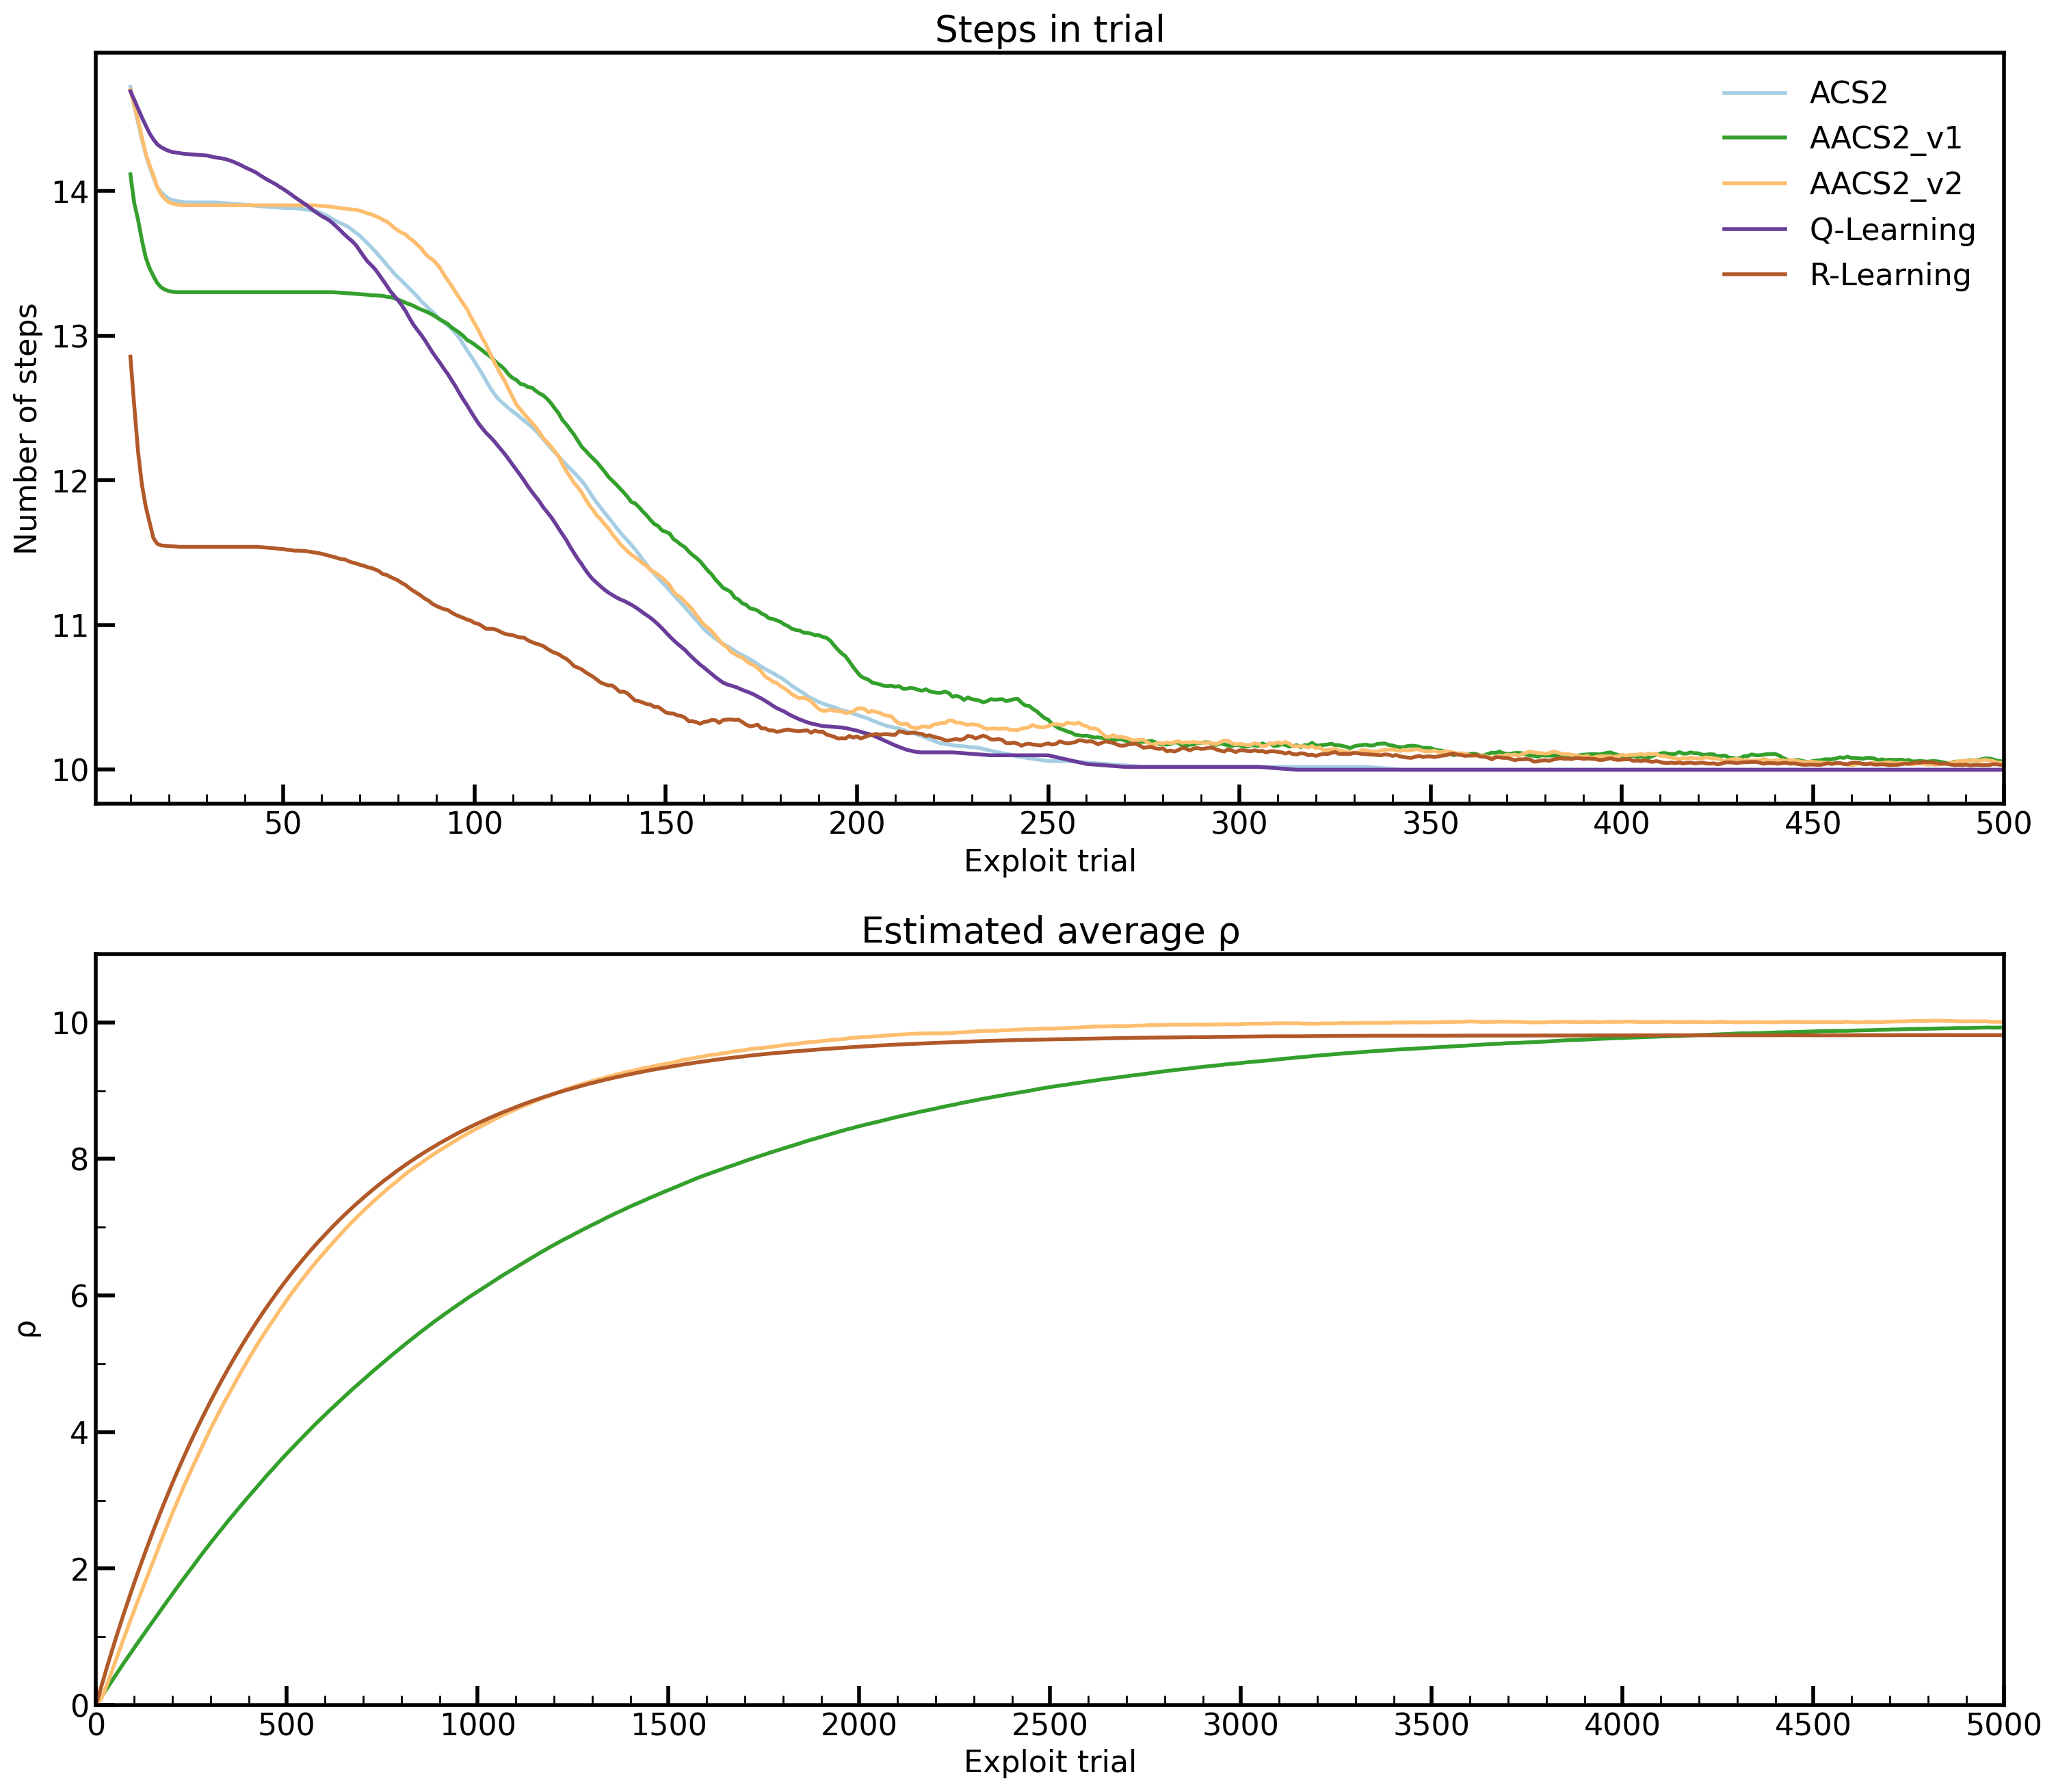 Steps in trial
ACS2
AACS2_v1
AACS2_v2
Q-Learning
R-Learning
Number of steps
14
13
12
11
10
50 100 150 200 250 300 350 400 450 500
Exploit trial
Estimated average ρ
ρ
10
8
6
4
2
0
0 500 1000 1500 2000 2500 3000 3500 4000 4500 5000
Exploit trial